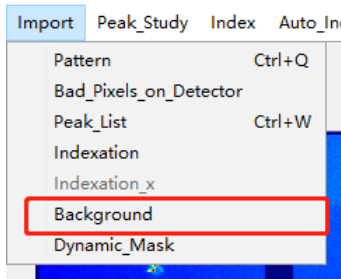 Import Peak_Study Index Auto_In
Pattern Ctrl+Q
Bad_Pixels_on_Detector
Peak_List Ctrl+W
Indexation
Indexation_x
Background
Dynamic_Mask